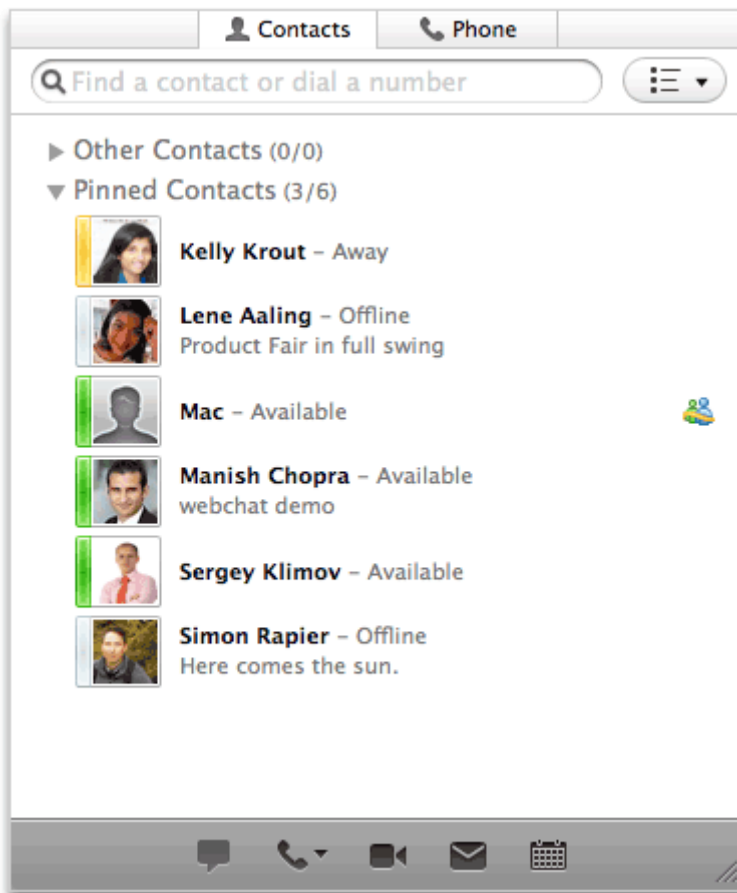 Contacts
Phone
Find a contact or dial a number
Other Contacts (0/0)
Pinned Contacts (3/6)
Kelly Krout – Away
Lene Aaling – Offline
Product Fair in full swing
Mac – Available
Manish Chopra – Available
webchat demo
Sergey Klimov – Available
Simon Rapier – Offline
Here comes the sun.